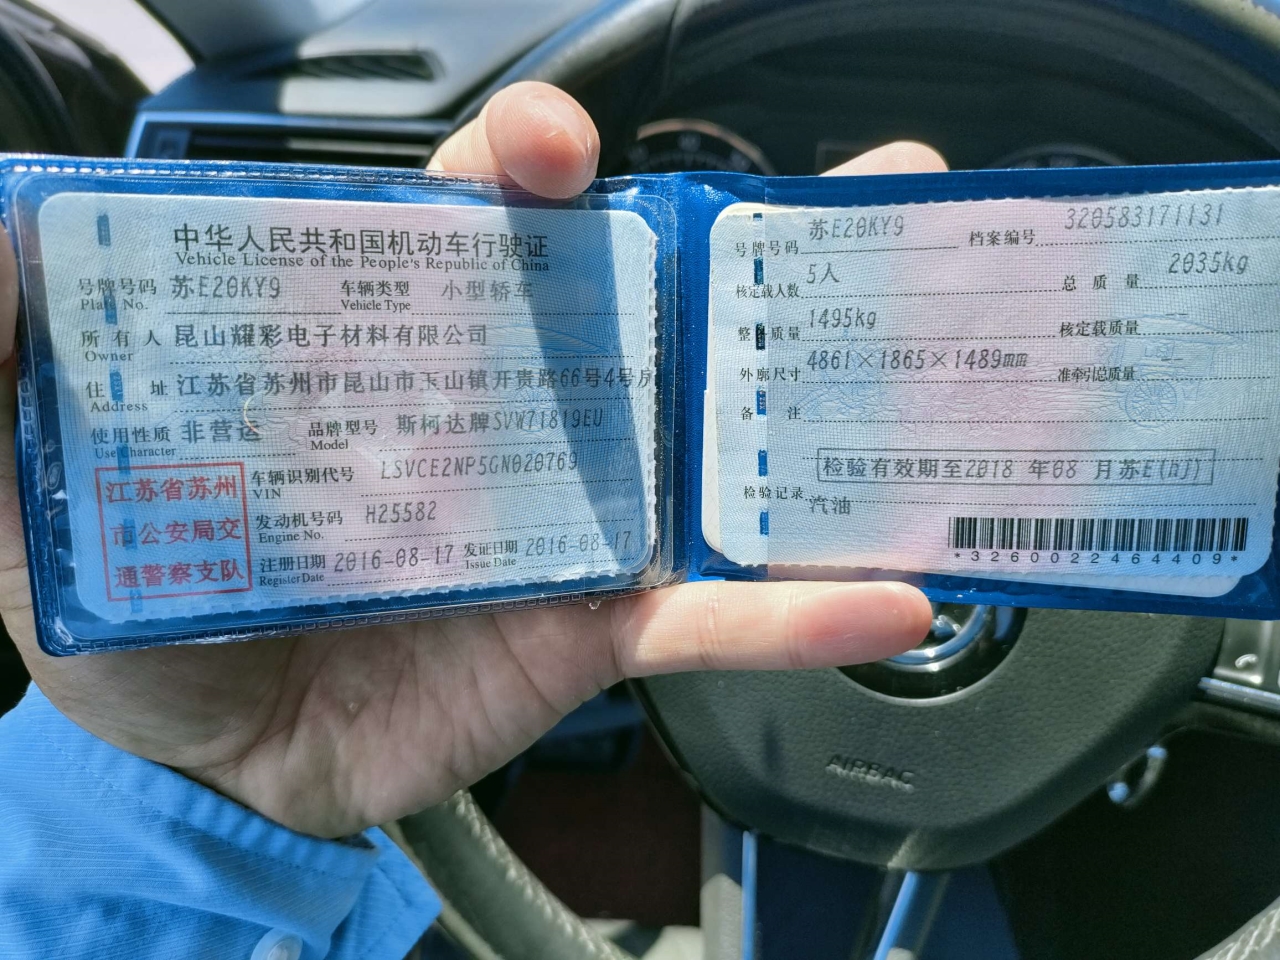 中华人民共和国机动车行驶证
Vehicle License of the People's Republic of China
号牌号码 苏E20KY9 车辆类型 小型轿车
Plate No. Vehicle Type
所有人 昆山耀彩电子材料有限公司
Owner
住址 江苏省苏州市昆山市玉山镇开贵路66号4号房
Address
使用性质 非营运 品牌型号 斯柯达牌SVW71819EU
Use Character Model
江苏省苏州
市公安局交
通警察支队
车辆识别代号 LSVCE2NP5GN020769
VIN
发动机号码 H25582
Engine No.
注册日期 2016-08-17 发证日期 2016-08-17
Register Date Issue Date
号牌号码 苏E20KY9 档案编号 320583171131
核定载人数 5人 总质量 2035kg
整备质量 1495kg 核定载质量 --
外廓尺寸 4861×1865×1489mm 准牵引总质量 --
备注
检验有效期至2018 年08 月苏E(hJ)
检验记录
汽油
*3260022464409*
AIRBAG